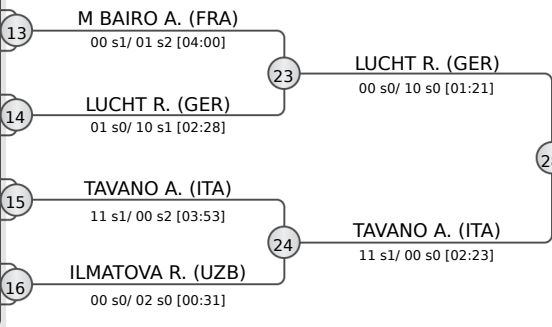 13
M BAIRO A. (FRA)
00 s1/ 01 s2 [04:00]
23
LUCHT R. (GER)
00 s0/ 10 s0 [01:21]
14
LUCHT R. (GER)
01 s0/ 10 s1 [02:28]
15
TAVANO A. (ITA)
11 s1/ 00 s2 [03:53]
24
TAVANO A. (ITA)
11 s1/ 00 s0 [02:23]
16
ILMATOVA R. (UZB)
00 s0/ 02 s0 [00:31]